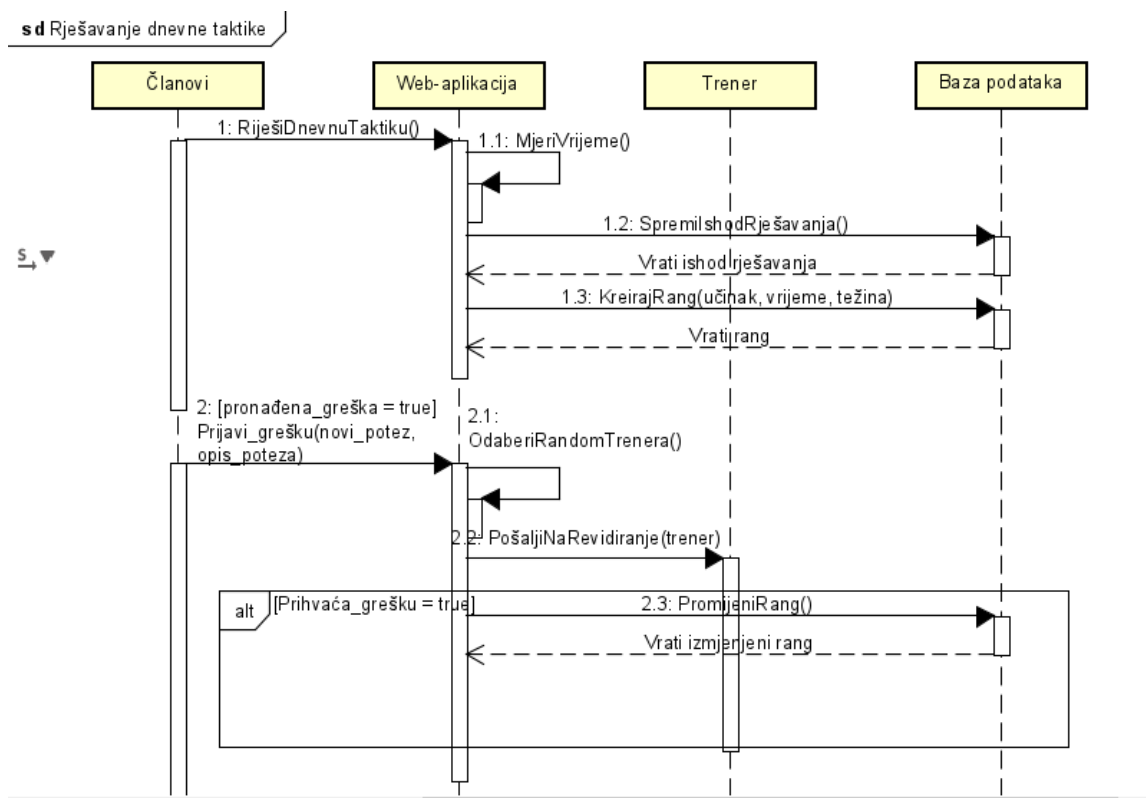 sd Rješavanje dnevne taktike
Članovi
Web-aplikacija
Trener
Baza podataka
1: RiješiDnevnuTaktiku()
1.1: MjeriVrijeme()
1.2: SpremiIshodRješavanja()
S
Vrati ishod rješavanja
1.3: KreirajRang(učinak, vrijeme, težina)
Vrati rang
2: [pronađena_greška = true]
Prijavi_grešku(novi_potez,
opis_poteza)
2.1:
OdaberiRandomTrenera()
2.2: PošaljiNaRevidiranje(trener)
alt
[Prihvaća_grešku = true]
2.3: PromijeniRang()
Vrati izmjenjeni rang